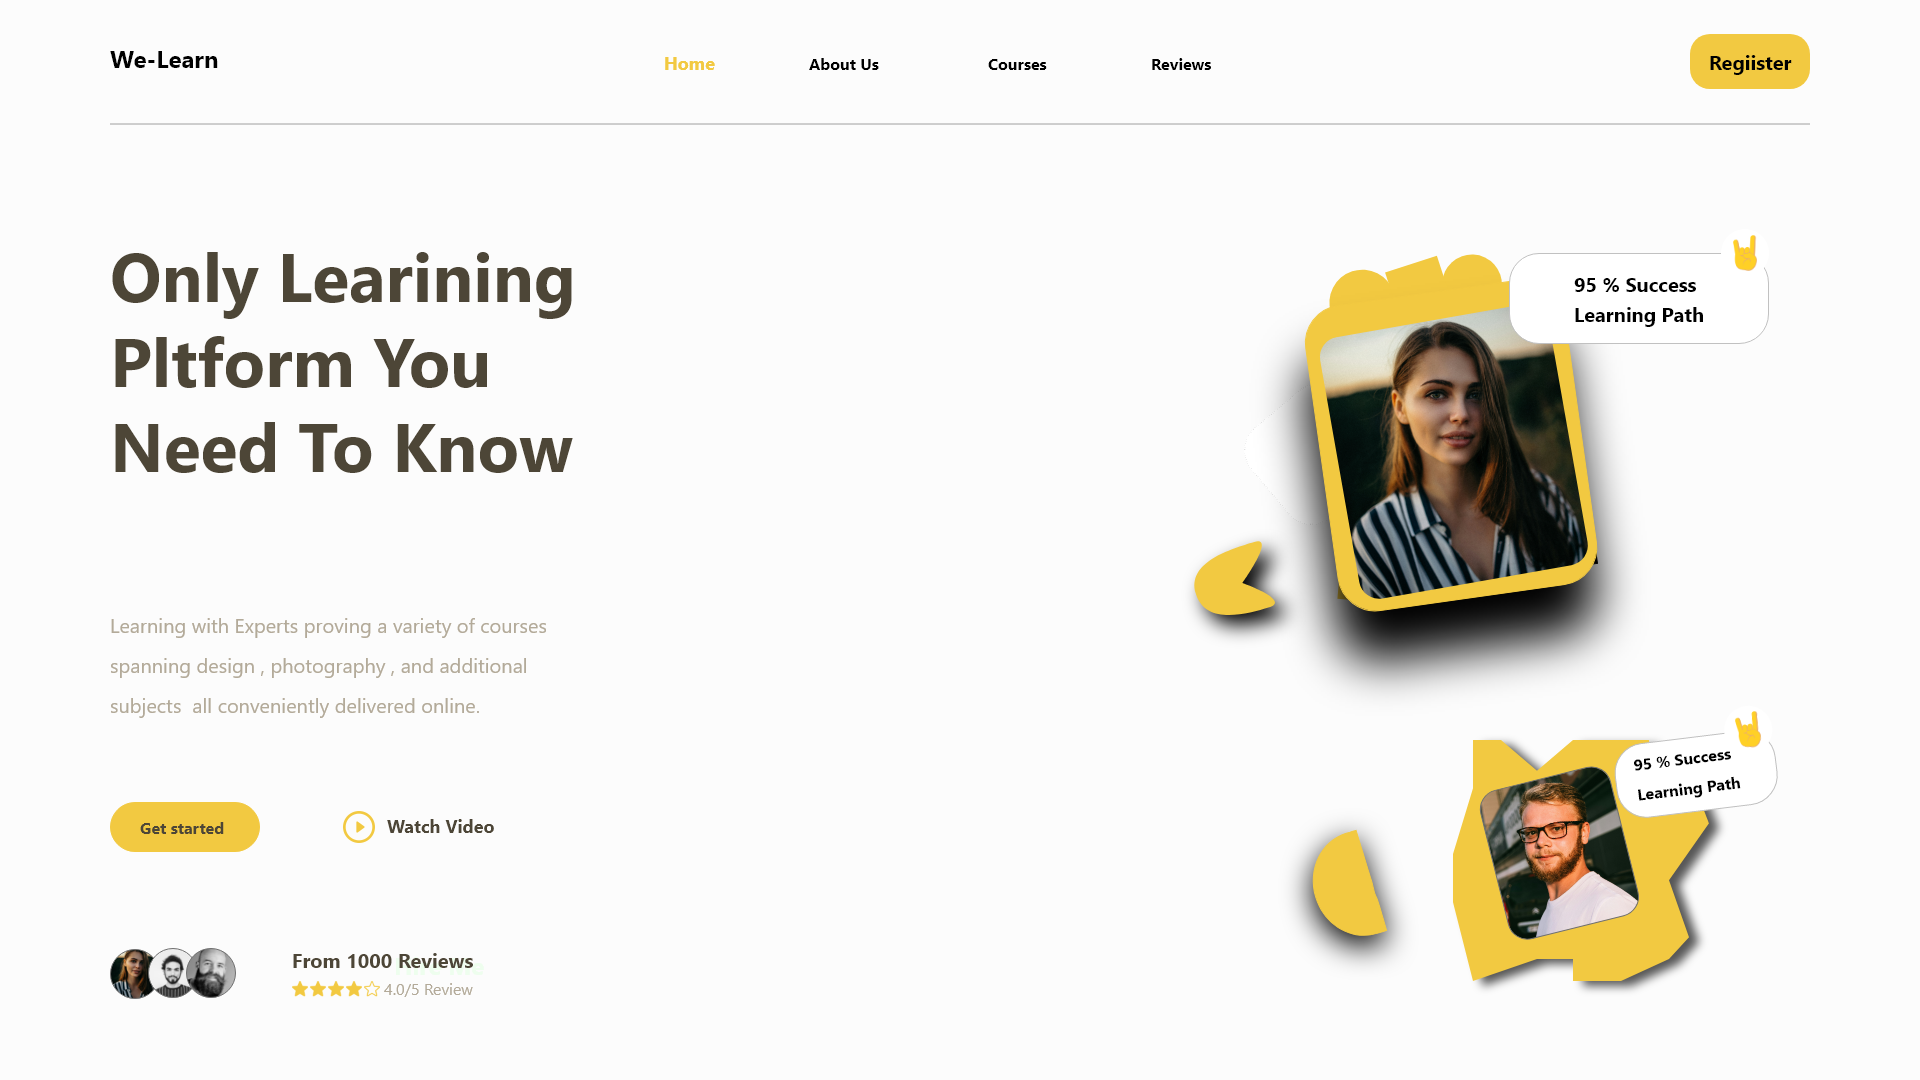 We-Learn
Home
About Us
Courses
Reviews
Regiister
Only Learining
Pltform You
Need To Know
95 % Success
Learning Path
Learning with Experts proving a variety of courses
spanning design , photography , and additional
subjects  all conveniently delivered online.
95 % Success
Learning Path
Get started
Watch Video
From 1000 Reviews
4.0/5 Review